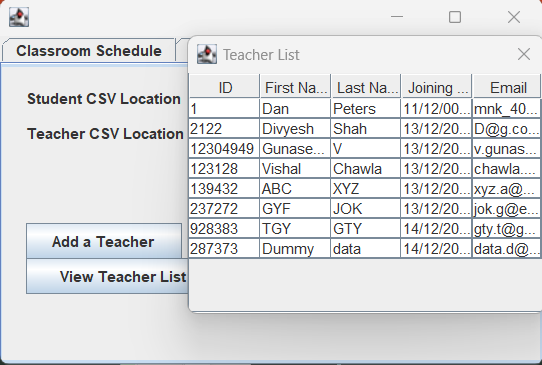 Classroom Schedule
Student CSV Location
Teacher CSV Location
Add a Teacher
View Teacher List
Teacher List
ID First Na... Last Na... Joining ... Email
1 Dan Peters 11/12/00... mnk_40...
2122 Divyesh Shah 13/12/20... D@g.co...
12304949 Gunase... V 13/12/20... v.gunas...
123128 Vishal Chawla 13/12/20... chawla....
139432 ABC XYZ 13/12/20... xyz.a@...
237272 GYF JOK 13/12/20... jok.g@e...
928383 TGY GTY 14/12/20... gty.t@g...
287373 Dummy data 14/12/20... data.d@...